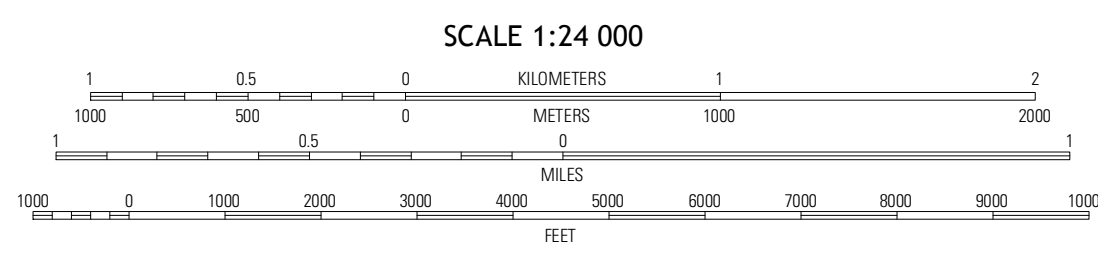 SCALE 1:24 000
1 0.5 0 KILOMETERS 1 2
1000 500 0 METERS 1000 2000
1 0.5 0 1
MILES
1000 0 1000 2000 3000 4000 5000 6000 7000 8000 9000 1000
FEET